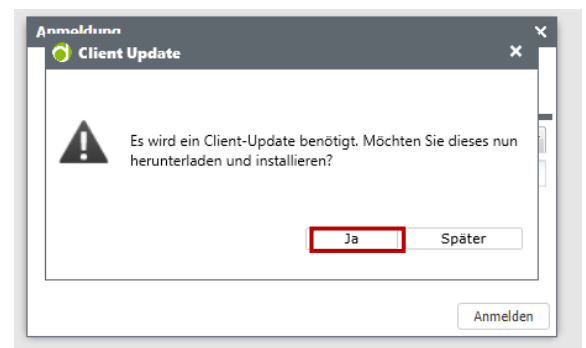 Anmeldung
Client Update
Es wird ein Client-Update benötigt. Möchten Sie dieses nun
herunterladen und installieren?
Ja Später
Anmelden